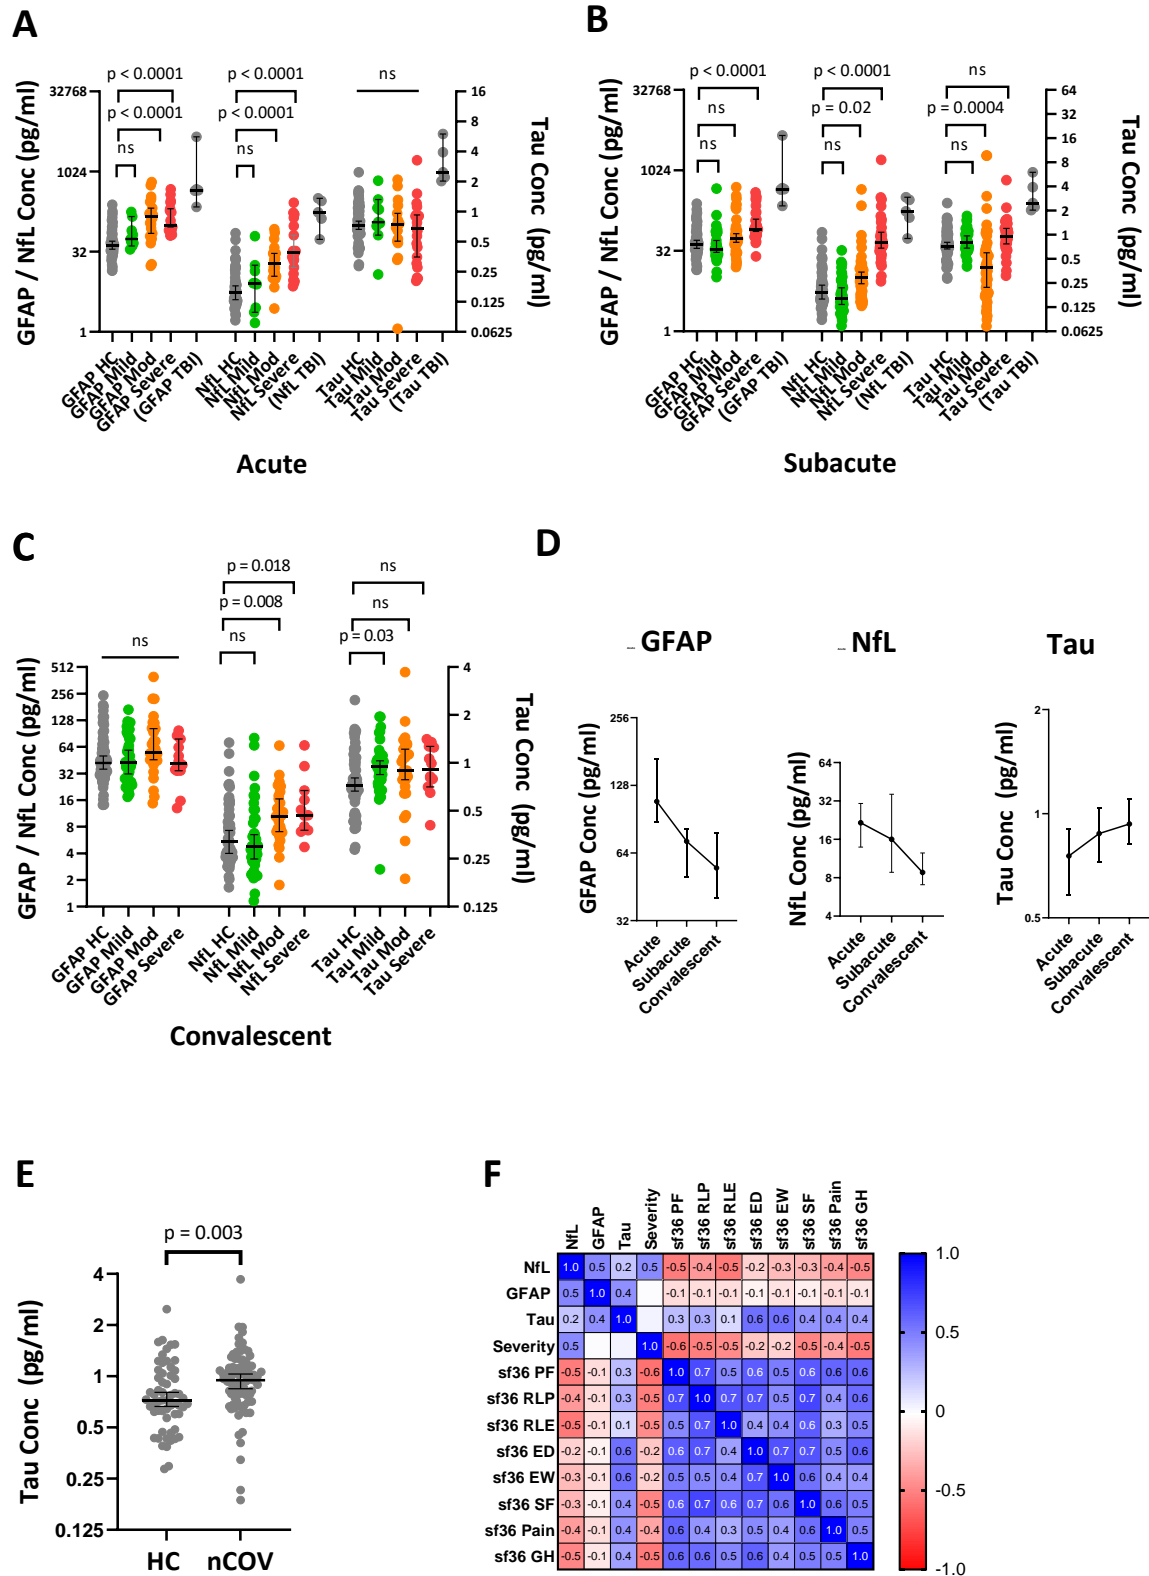 A
p < 0.0001
p < 0.0001
p < 0.0001
p < 0.0001
ns
ns
ns
32768
1024
32
1
16
8
4
2
1
0.5
0.25
0.125
0.0625
GFAP / NfL Conc (pg/ml)
Tau Conc (pg/ml)
GFAP HC
GFAP Mild
GFAP Mod
GFAP Severe
(GFAP TBI)
NfL HC
NfL Mild
NfL Mod
NfL Severe
(NfL TBI)
Tau HC
Tau Mild
Tau Mod
Tau Severe
(Tau TBI)
Acute
B
p < 0.0001
p < 0.0001
ns
ns
p = 0.02
p = 0.0004
ns
ns
ns
32768
1024
32
1
64
32
16
8
4
2
1
0.5
0.25
0.125
0.0625
GFAP / NfL Conc (pg/ml)
Tau Conc (pg/ml)
GFAP HC
GFAP Mild
GFAP Mod
GFAP Severe
(GFAP TBI)
NfL HC
NfL Mild
NfL Mod
NfL Severe
(NfL TBI)
Tau HC
Tau Mild
Tau Mod
Tau Severe
(Tau TBI)
Subacute
C
p = 0.018
ns
p = 0.008
ns
ns
ns
p = 0.03
512
256
128
64
32
16
8
4
2
1
4
2
1
0.5
0.25
0.125
GFAP / NfL Conc (pg/ml)
Tau Conc (pg/ml)
GFAP HC
GFAP Mild
GFAP Mod
GFAP Severe
NfL HC
NfL Mild
NfL Mod
NfL Severe
Tau HC
Tau Mild
Tau Mod
Tau Severe
Convalescent
D
GFAP
256
128
64
32
GFAP Conc (pg/ml)
Acute
Subacute
Convalescent
NfL
64
32
16
8
4
NfL Conc (pg/ml)
Acute
Subacute
Convalescent
Tau
2
1
0.5
Tau Conc (pg/ml)
Acute
Subacute
Convalescent
E
p = 0.003
4
2
1
0.5
0.25
0.125
Tau Conc (pg/ml)
HC nCOV
F
NfL GFAP Tau Severity sf36 PF sf36 RLP sf36 RLE sf36 ED sf36 EW sf36 SF sf36 Pain sf36 GH
NfL 1.0 0.5 0.2 0.5 -0.5 -0.4 -0.5 -0.2 -0.3 -0.3 -0.4 -0.5
GFAP 0.5 1.0 0.4 -0.1 -0.1 -0.1 -0.1 -0.1 -0.1 -0.1 -0.1
Tau 0.2 0.4 1.0 0.3 0.3 0.1 0.6 0.6 0.4 0.4 0.4
Severity 0.5 1.0 -0.6 -0.5 -0.5 -0.2 -0.2 -0.5 -0.4 -0.5
sf36 PF -0.5 -0.1 0.3 -0.6 1.0 0.7 0.5 0.6 0.5 0.6 0.6 0.6
sf36 RLP -0.4 -0.1 0.3 -0.5 0.7 1.0 0.7 0.7 0.5 0.7 0.4 0.6
sf36 RLE -0.5 -0.1 0.1 -0.5 0.5 0.7 1.0 0.4 0.4 0.6 0.3 0.5
sf36 ED -0.2 -0.1 0.6 -0.2 0.6 0.7 0.4 1.0 0.7 0.7 0.5 0.6
sf36 EW -0.3 -0.1 0.6 -0.2 0.5 0.5 0.4 0.7 1.0 0.6 0.4 0.4
sf36 SF -0.3 -0.1 0.4 -0.5 0.6 0.7 0.6 0.7 0.6 1.0 0.6 0.5
sf36 Pain -0.4 -0.1 0.4 -0.4 0.6 0.4 0.3 0.5 0.4 0.6 1.0 0.5
sf36 GH -0.5 -0.1 0.4 -0.5 0.6 0.6 0.5 0.6 0.4 0.5 0.5 1.0
1.0
0.5
0
-0.5
-1.0